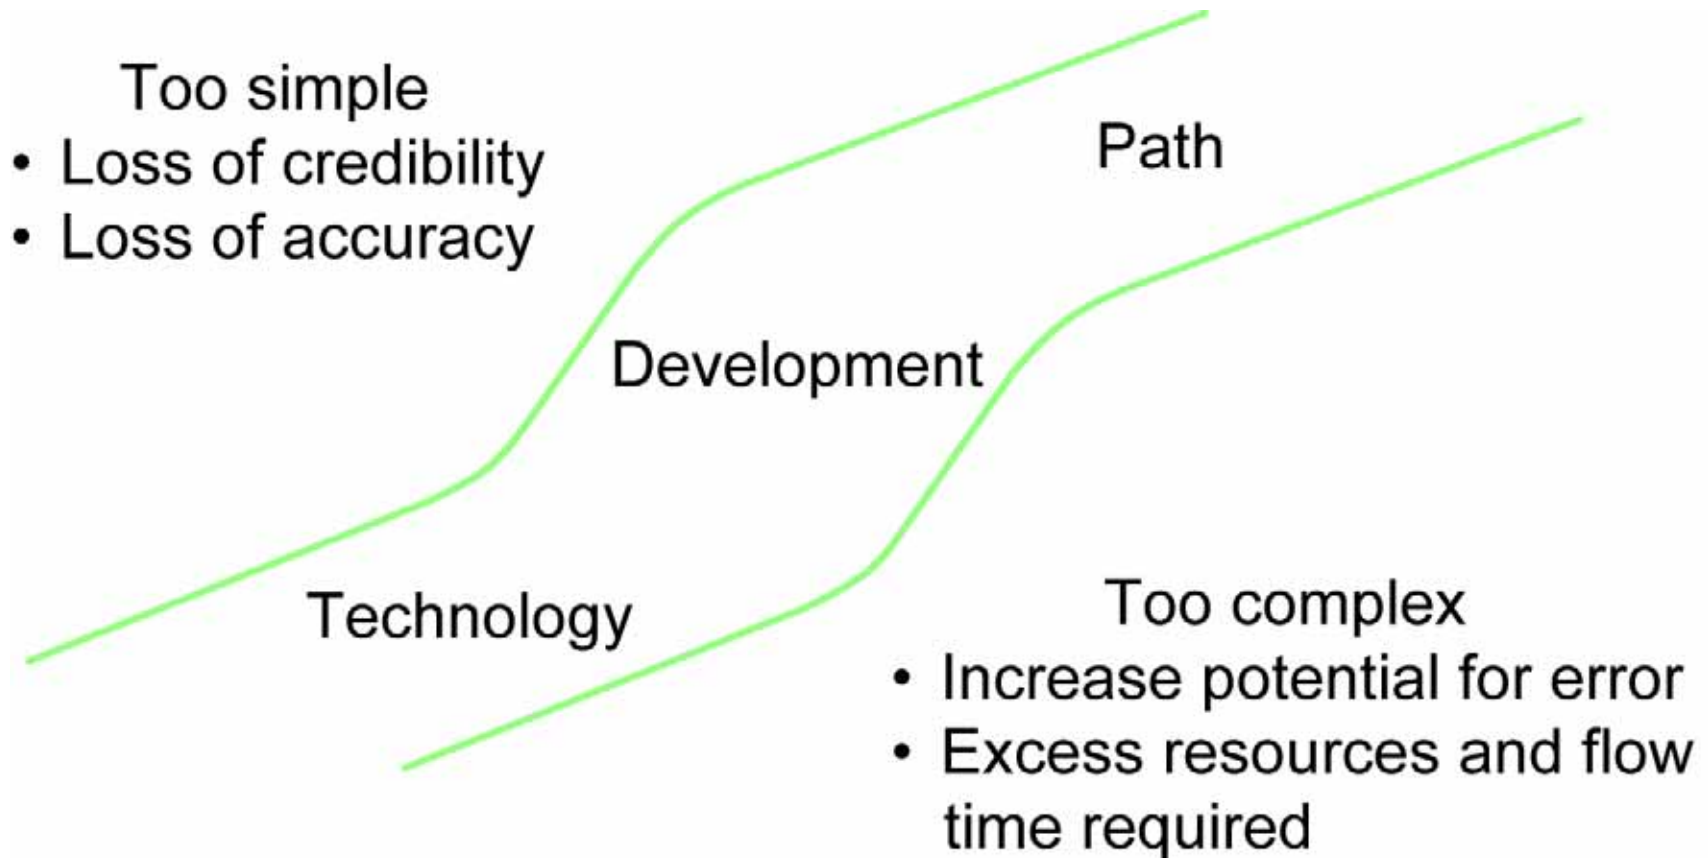 Too simple
• Loss of credibility
• Loss of accuracy
Path
Development
Technology
Too complex
• Increase potential for error
• Excess resources and flow
time required